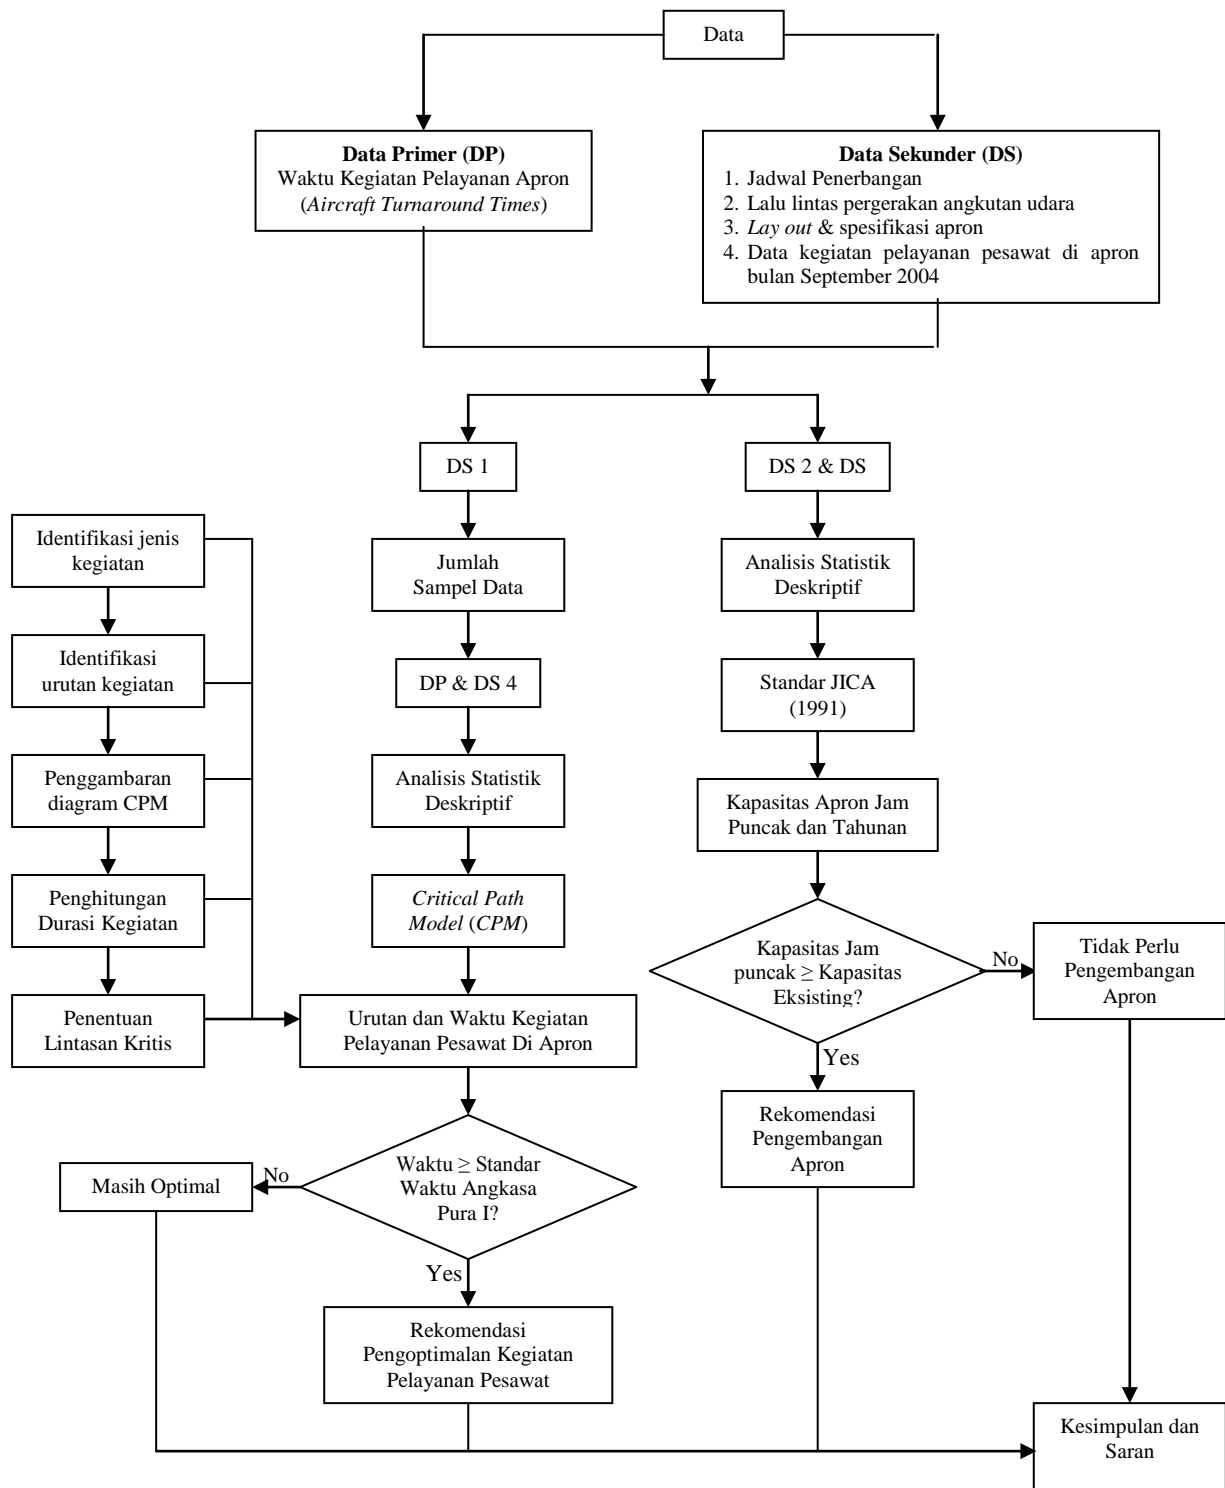 Data
Data Primer (DP)
Waktu Kegiatan Pelayanan Apron
(Aircraft Turnaround Times)
Data Sekunder (DS)
1. Jadwal Penerbangan
2. Lalu lintas pergerakan angkutan udara
3. Lay out & spesifikasi apron
4. Data kegiatan pelayanan pesawat di apron
bulan September 2004
DS 1
DS 2 & DS
Identifikasi jenis
kegiatan
Jumlah
Sampel Data
Analisis Statistik
Deskriptif
Identifikasi
urutan kegiatan
DP & DS 4
Standar JICA
(1991)
Penggambaran
diagram CPM
Analisis Statistik
Deskriptif
Kapasitas Apron Jam
Puncak dan Tahunan
Penghitungan
Durasi Kegiatan
Critical Path
Model (CPM)
Kapasitas Jam
puncak ≥ Kapasitas
Eksisting?
No
Tidak Perlu
Pengembangan
Apron
Penentuan
Lintasan Kritis
Urutan dan Waktu Kegiatan
Pelayanan Pesawat Di Apron
Yes
Rekomendasi
Pengembangan
Apron
Masih Optimal
No
Waktu ≥ Standar
Waktu Angkasa
Pura I?
Yes
Rekomendasi
Pengoptimalan Kegiatan
Pelayanan Pesawat
Kesimpulan dan
Saran